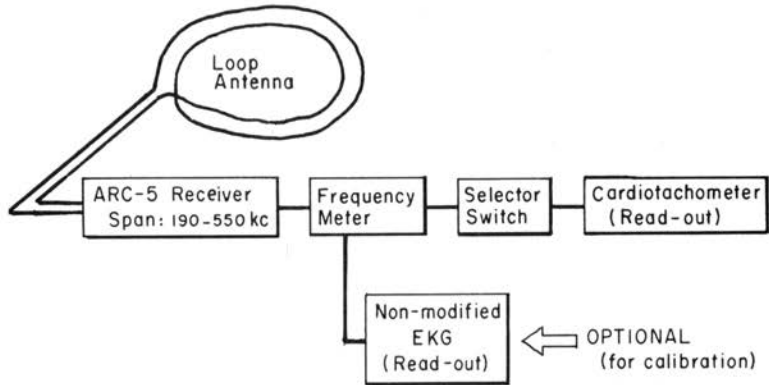 Loop
Antenna
ARC-5 Receiver
Span: 190-550 kc
Frequency
Meter
Selector
Switch
Cardiotachometer
(Read-out)
Non-modified
EKG
(Read-out)
OPTIONAL
(for calibration)